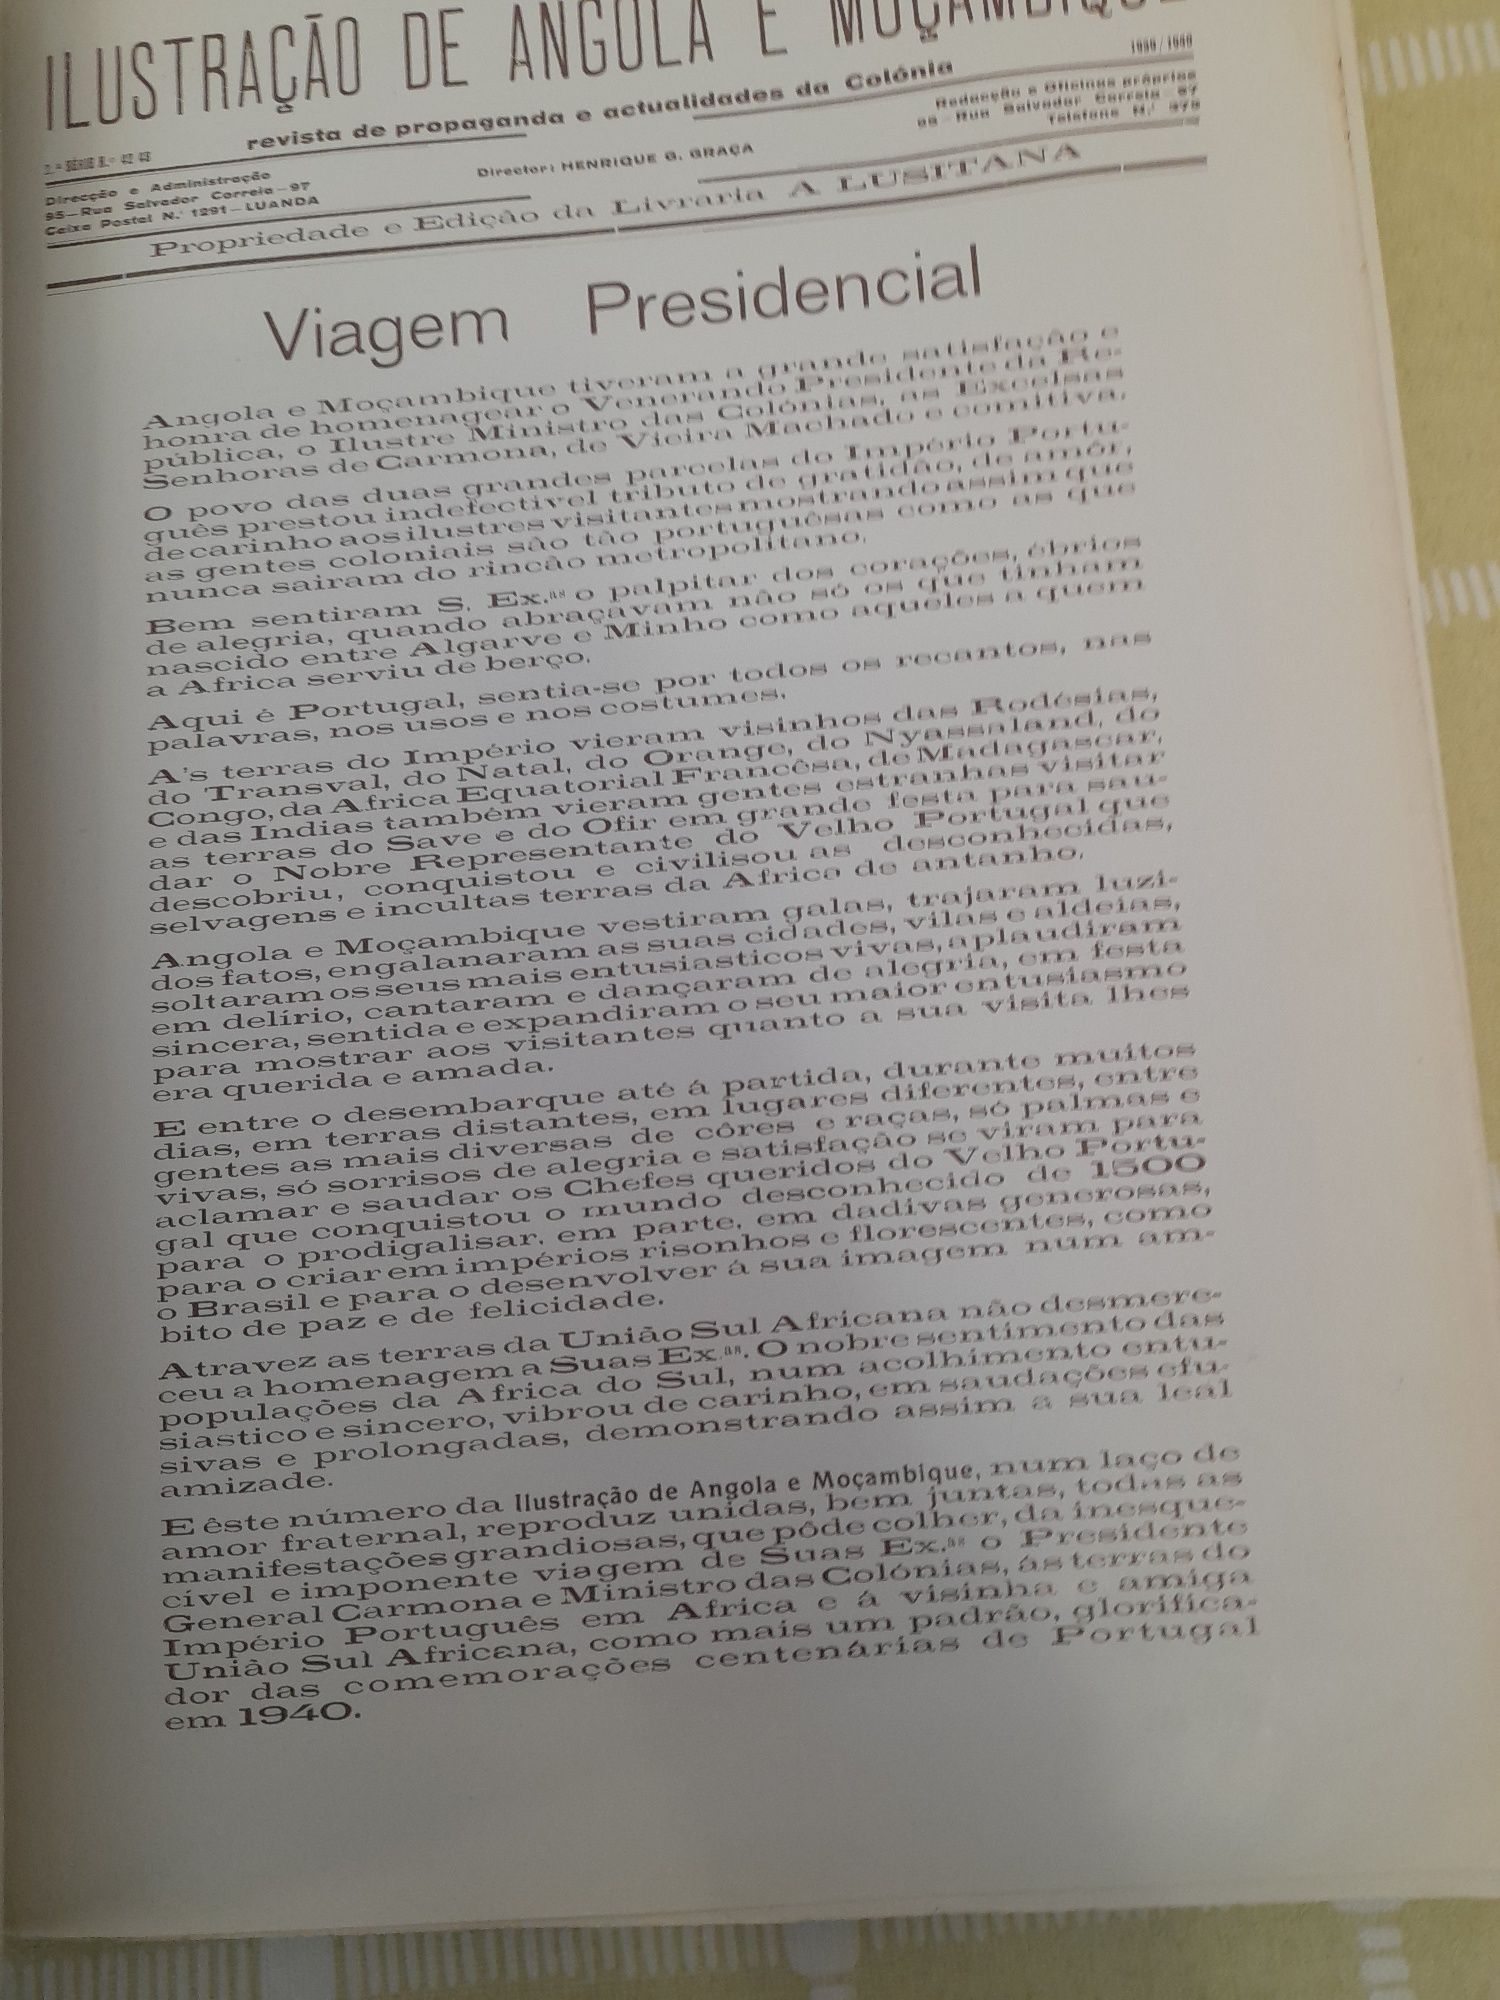 ILUSTRAÇÃO DE ANGOLA E MOÇAMBIQUE
revista de propaganda e actualidades da Colónia
2.ª SÉRIE N.º 42 43
Direcção e Administração
95—Rua Salvador Correia—97
Caixa Postal N.º 1291—LUANDA
Director: HENRIQUE G. GRAÇA
Redacção e Oficinas próprias
Rua Salvador Correia
Telefone N.º
Propriedade e Edição da Livraria A LUSITANA
Viagem Presidencial
Angola e Moçambique tiveram a grande satisfação e
honra de homenagear o Venerando Presidente da Re-
pública, o Ilustre Ministro das Colónias, as Excelsas
Senhoras de Carmona, de Vieira Machado e comitiva.
O povo das duas grandes parcelas do Império Portu-
guês prestou indefectivel tributo de gratidão, de amôr,
de carinho aos ilustres visitantes mostrando assim que
as gentes coloniais são tão portuguêsas como as que
nunca sairam do rincão metropolitano.
Bem sentiram S. Ex.ᵃˢ o palpitar dos corações, ébrios
de alegria, quando abraçavam não só os que tinham
nascido entre Algarve e Minho como aqueles a quem
a Africa serviu de berço.
Aqui é Portugal, sentia-se por todos os recantos, nas
palavras, nos usos e nos costumes.
A's terras do Império vieram visinhos das Rodésias,
do Transval, do Natal, do Orange, do Nyassaland, do
Congo, da Africa Equatorial Francêsa, de Madagascar,
e das Indias também vieram gentes estranhas visitar
as terras do Save e do Ofir em grande festa para sau-
dar o Nobre Representante do Velho Portugal que
descobriu, conquistou e civilisou as desconhecidas,
selvagens e incultas terras da Africa de antanho.
Angola e Moçambique vestiram galas, trajaram luzi-
dos fatos, engalanaram as suas cidades, vilas e aldeias,
soltaram os seus mais entusiasticos vivas, aplaudiram
em delírio, cantaram e dançaram de alegria, em festa
sincera, sentida e expandiram o seu maior entusiasmo
para mostrar aos visitantes quanto a sua visita lhes
era querida e amada.
E entre o desembarque até á partida, durante muitos
dias, em terras distantes, em lugares diferentes, entre
gentes as mais diversas de côres e raças, só palmas e
vivas, só sorrisos de alegria e satisfação se viram para
aclamar e saudar os Chefes queridos do Velho Portu-
gal que conquistou o mundo desconhecido de 1500
para o prodigalisar, em parte, em dadivas generosas,
para o criar em impérios risonhos e florescentes, como
o Brasil e para o desenvolver á sua imagem num am-
bito de paz e de felicidade.
Atravez as terras da União Sul Africana não desmere-
ceu a homenagem a Suas Ex.ᵃˢ. O nobre sentimento das
populações da Africa do Sul, num acolhimento entu-
siastico e sincero, vibrou de carinho, em saudações efu-
sivas e prolongadas, demonstrando assim a sua leal
amizade.
E êste número da Ilustração de Angola e Moçambique, num laço de
amor fraternal, reproduz unidas, bem juntas, todas as
manifestações grandiosas, que pôde colher, da inesque-
cível e imponente viagem de Suas Ex.ᵃˢ o Presidente
General Carmona e Ministro das Colónias, ás terras do
Império Português em Africa e á visinha e amiga
União Sul Africana, como mais um padrão, glorifica-
dor das comemorações centenárias de Portugal
em 1940.